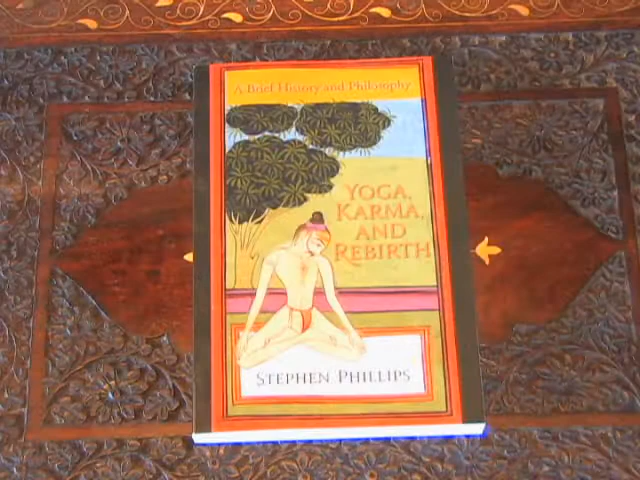 A Brief History and Philosophy
YOGA,
KARMA,
AND
REBIRTH
STEPHEN PHILLIPS